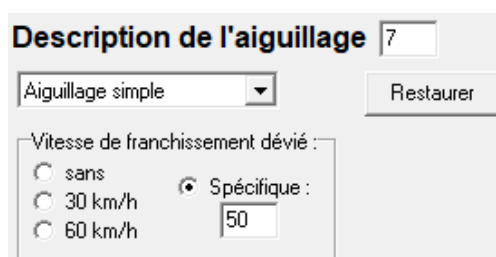 Description de l'aiguillage 7
Aiguillage simple
Restaurer
Vitesse de franchissement dévié :
sans
30 km/h
60 km/h
Spécifique :
50